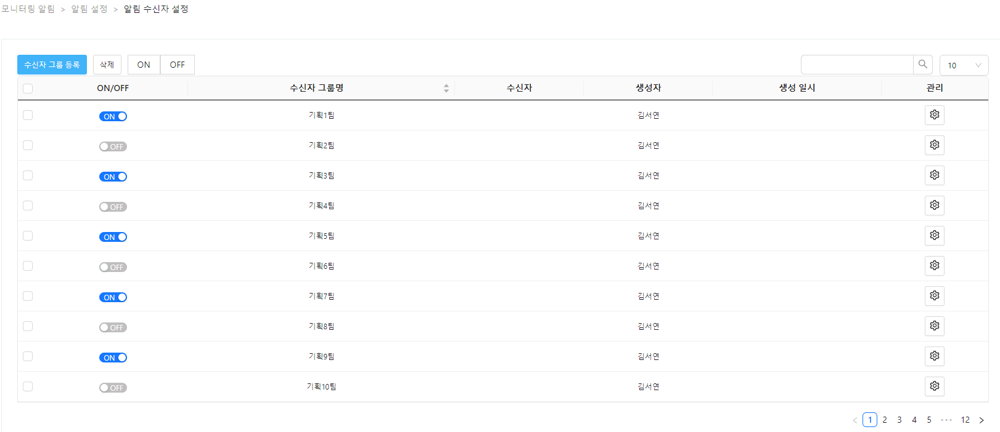 모니터링 알림 > 알림 설정 > 알림 수신자 설정
수신자 그룹 등록 삭제 ON OFF 10
ON/OFF 수신자 그룹명 수신자 생성자 생성 일시 관리
ON 기획1팀 김서연
OFF 기획2팀 김서연
ON 기획3팀 김서연
OFF 기획4팀 김서연
ON 기획5팀 김서연
OFF 기획6팀 김서연
ON 기획7팀 김서연
OFF 기획8팀 김서연
ON 기획9팀 김서연
OFF 기획10팀 김서연
< 1 2 3 4 5 ••• 12 >